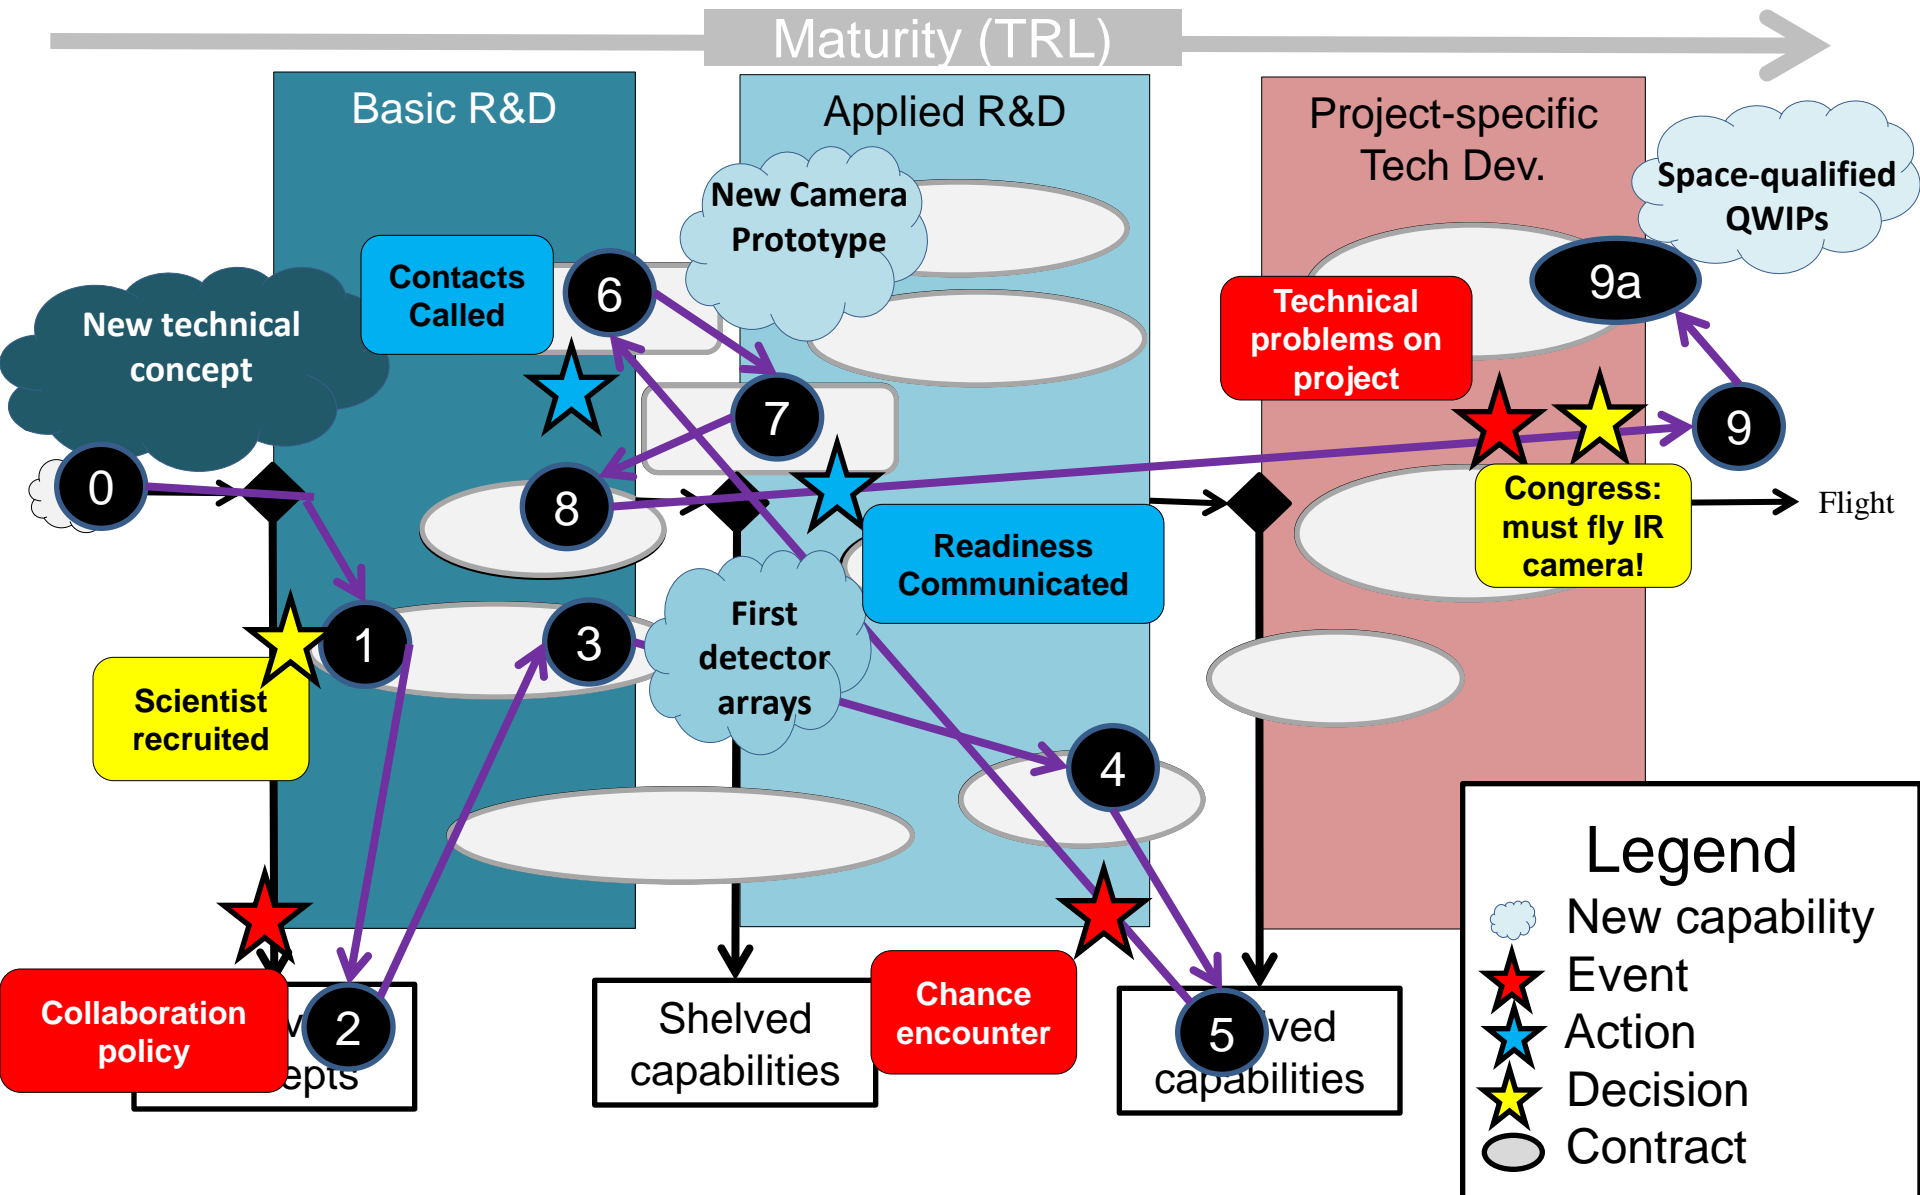 Maturity (TRL)
Basic R&D
Applied R&D
Project-specific
Tech Dev.
Space-qualified
QWIPs
New Camera
Prototype
Contacts
Called
6
9a
Technical
problems on
project
New technical
concept
7
9
0
8
Congress:
must fly IR
camera!
Flight
Readiness
Communicated
First
detector
arrays
1
3
Scientist
recruited
4
Legend
New capability
Event
Action
Decision
Contract
Collaboration
policy
2
Shelved
capabilities
Chance
encounter
5
capabilities